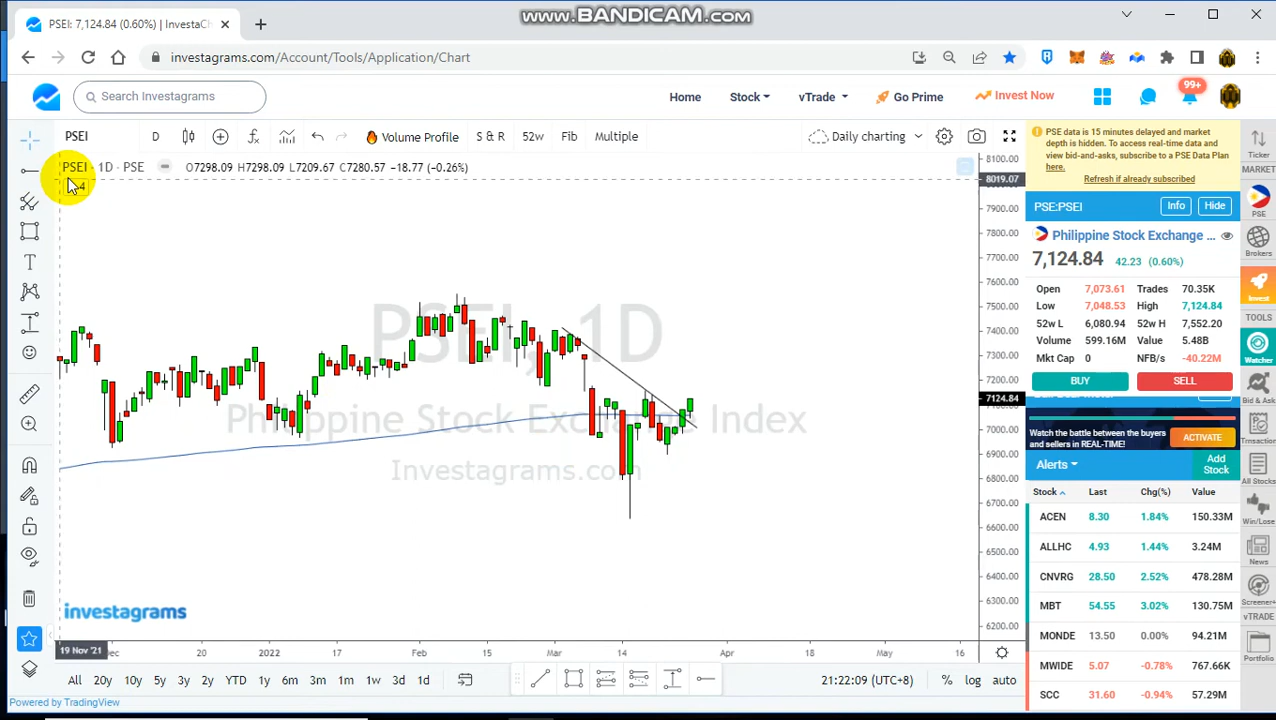 www.BANDICAM.com
PSEI: 7,124.84 (0.60%) | InvestaCh
investagrams.com/Account/Tools/Application/Chart
Search Investagrams
Home
Stock
vTrade
Go Prime
Invest Now
99+
PSEI
D
Volume Profile
S & R
52w
Fib
Multiple
Daily charting
PSEI · 1D · PSE
O7298.09 H7298.09 L7209.67 C7280.57 −18.77 (−0.26%)
PSEI, 1D
Philippine Stock Exchange Index
Investagrams.com
investagrams
8100.00
8019.07
7900.00
7800.00
7700.00
7600.00
7500.00
7400.00
7300.00
7200.00
7124.84
7000.00
6900.00
6800.00
6700.00
6600.00
6500.00
6400.00
6300.00
6200.00
19 Nov '21
20
2022
17
Feb
15
Mar
14
Apr
18
May
16
All
20y
10y
5y
3y
2y
YTD
1y
6m
3m
1m
1w
3d
1d
21:22:09 (UTC+8)
%
log
auto
Powered by TradingView
PSE data is 15 minutes delayed and market
depth is hidden. To access real-time data and
view bid-and-asks, subscribe to a PSE Data Plan
here.
Refresh if already subscribed
PSE:PSEI
Info
Hide
Philippine Stock Exchange ...
7,124.84 42.23 (0.60%)
Open 7,073.61 Trades 70.35K
Low 7,048.53 High 7,124.84
52w L 6,080.94 52w H 7,552.20
Volume 599.16M Value 5.48B
Mkt Cap 0 NFB/s -40.22M
BUY
SELL
Watch the battle between the buyers
and sellers in REAL-TIME!
ACTIVATE
Alerts
Add
Stock
Stock Last Chg(%) Value
ACEN 8.30 1.84% 150.33M
ALLHC 4.93 1.44% 3.24M
CNVRG 28.50 2.52% 478.28M
MBT 54.55 3.02% 130.75M
MONDE 13.50 0.00% 94.21M
MWIDE 5.07 -0.78% 767.66K
SCC 31.60 -0.94% 57.29M
Ticker
MARKET
PSE
Brokers
Invest
TOOLS
Watcher
Bid & Ask
Transaction
All Stocks
Win/Lose
News
Screener+
vTRADE
Portfolio